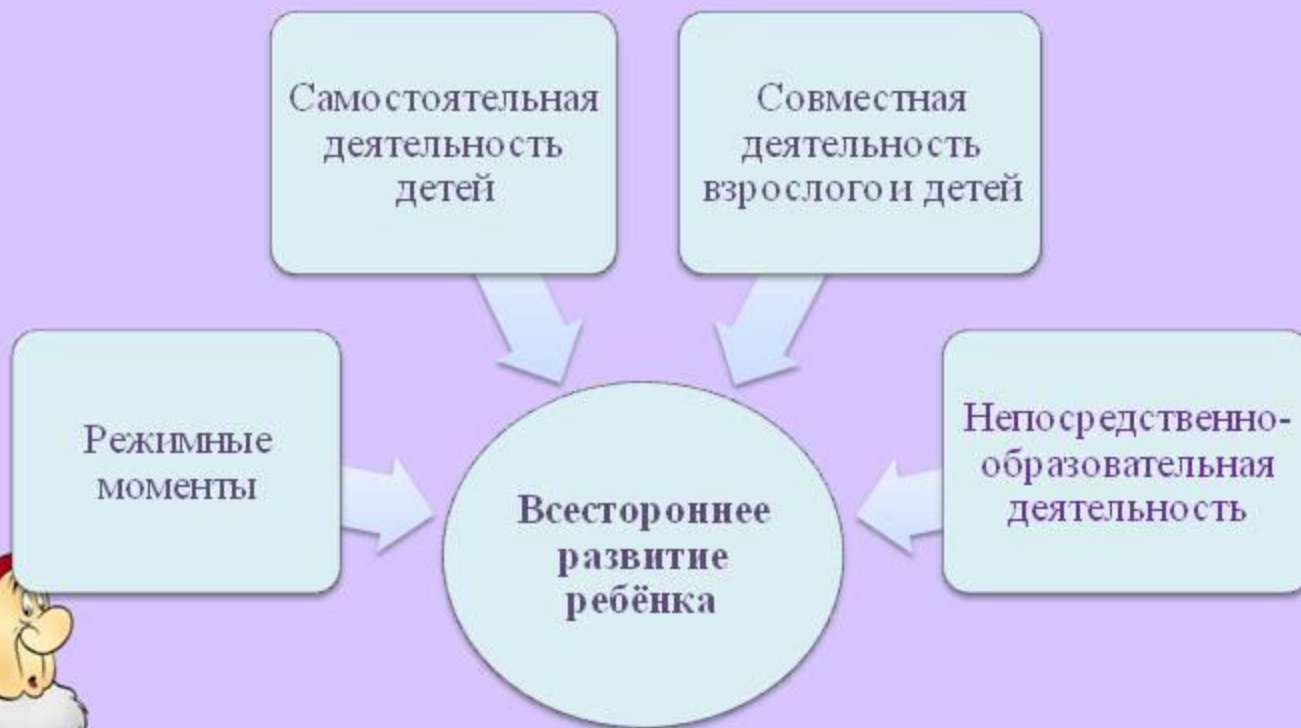 Самостоятельная
деятельность
детей
Совместная
деятельность
взрослого и детей
Режимные
моменты
Непосредственно-
образовательная
деятельность
Всестороннее
развитие
ребёнка